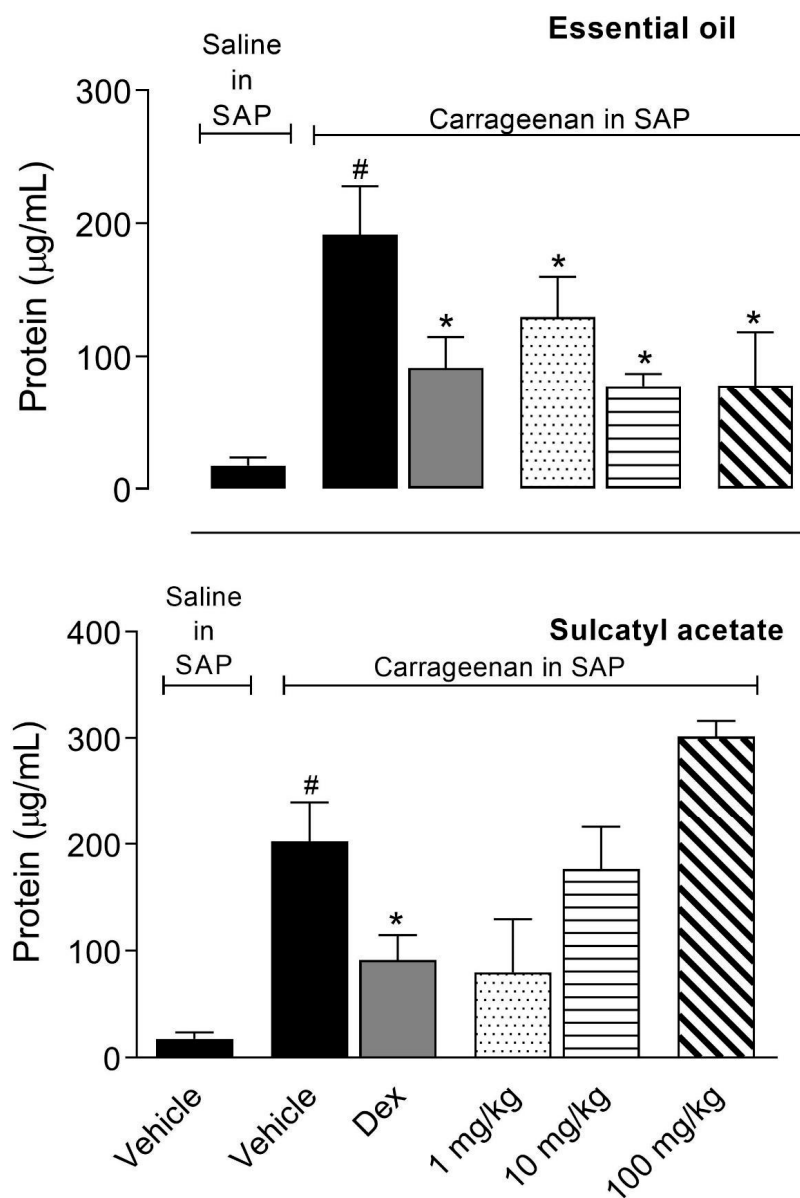 Essential oil
Saline
in
SAP
Carrageenan in SAP
Protein (μg/mL)
300
200
100
0
#
*
*
*
*
Sulcatyl acetate
Saline
in
SAP
Carrageenan in SAP
Protein (μg/mL)
400
300
200
100
0
#
*
Vehicle
Vehicle
Dex
1 mg/kg
10 mg/kg
100 mg/kg